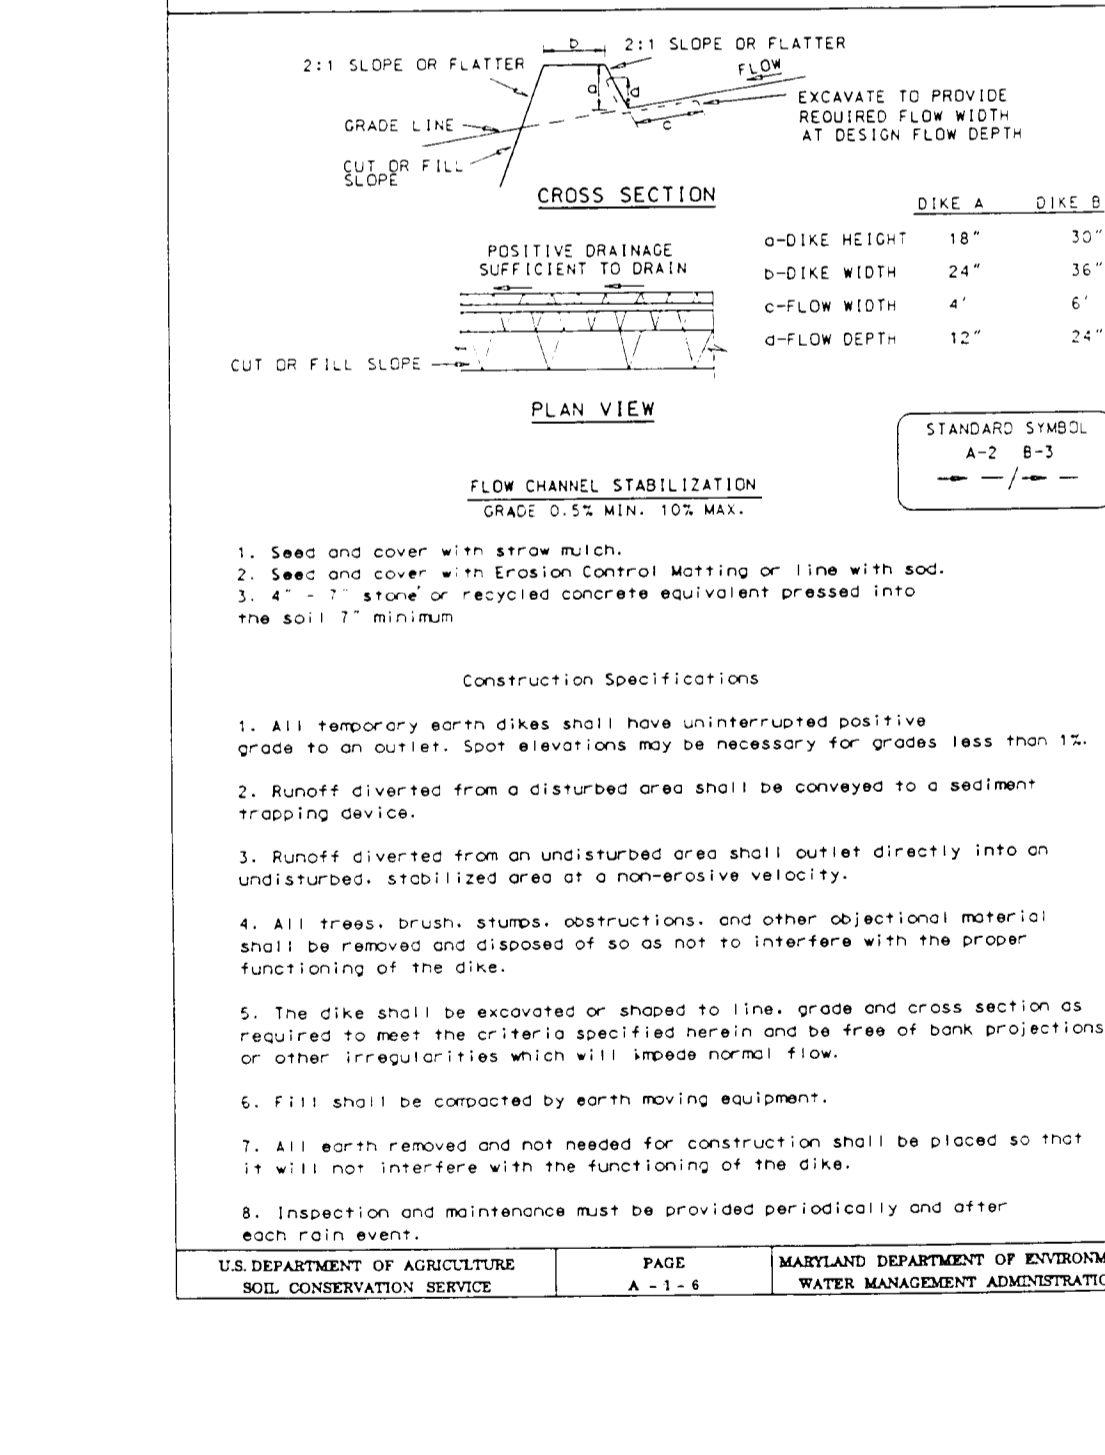 b
2:1 SLOPE OR FLATTER
2:1 SLOPE OR FLATTER
FLOW
a
d
EXCAVATE TO PROVIDE
REQUIRED FLOW WIDTH
AT DESIGN FLOW DEPTH
c
GRADE LINE
CUT OR FILL
SLOPE
CROSS SECTION
DIKE A DIKE B
a-DIKE HEIGHT 18" 30"
b-DIKE WIDTH 24" 36"
c-FLOW WIDTH 4' 6'
d-FLOW DEPTH 12" 24"
POSITIVE DRAINAGE
SUFFICIENT TO DRAIN
CUT OR FILL SLOPE
PLAN VIEW
STANDARD SYMBOL
A-2 B-3
/
FLOW CHANNEL STABILIZATION
GRADE 0.5% MIN. 10% MAX.
1. Seed and cover with straw mulch.
2. Seed and cover with Erosion Control Matting or line with sod.
3. 4" - 7" stone or recycled concrete equivalent pressed into
the soil 7" minimum
Construction Specifications
1. All temporary earth dikes shall have uninterrupted positive
grade to an outlet. Spot elevations may be necessary for grades less than 1%.
2. Runoff diverted from a disturbed area shall be conveyed to a sediment
trapping device.
3. Runoff diverted from an undisturbed area shall outlet directly into an
undisturbed, stabilized area at a non-erosive velocity.
4. All trees, brush, stumps, obstructions, and other objectional material
shall be removed and disposed of so as not to interfere with the proper
functioning of the dike.
5. The dike shall be excavated or shaped to line, grade and cross section as
required to meet the criteria specified herein and be free of bank projections
or other irregularities which will impede normal flow.
6. Fill shall be compacted by earth moving equipment.
7. All earth removed and not needed for construction shall be placed so that
it will not interfere with the functioning of the dike.
8. Inspection and maintenance must be provided periodically and after
each rain event.
U.S. DEPARTMENT OF AGRICULTURE
SOIL CONSERVATION SERVICE
PAGE
A - 1 - 6
MARYLAND DEPARTMENT OF ENVIRONM
WATER MANAGEMENT ADMINISTRATIO